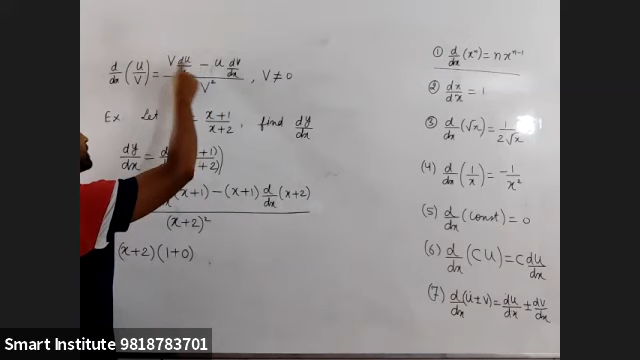 d/dx (U/V) = (V du/ − u dv/dx) / V², V ≠ 0
Ex Let = (x+1)/(x+2), find dy/dx
dy/dx = +1) / +2))
(x+1) − (x+1) d/dx (x+2) / (x+2)²
(x+2)(1+0)
① d/dx (xⁿ) = nxⁿ⁻¹
② dx/dx = 1
③ d/dx (√x) = 1/(2√x)
(4) d/dx (1/x) = −1/x²
(5) d/dx (const) = 0
(6) d/dx (CU) = C du/dx
(7) d/dx (u ± v) = du/dx ± dv/dx
Smart Institute 9818783701